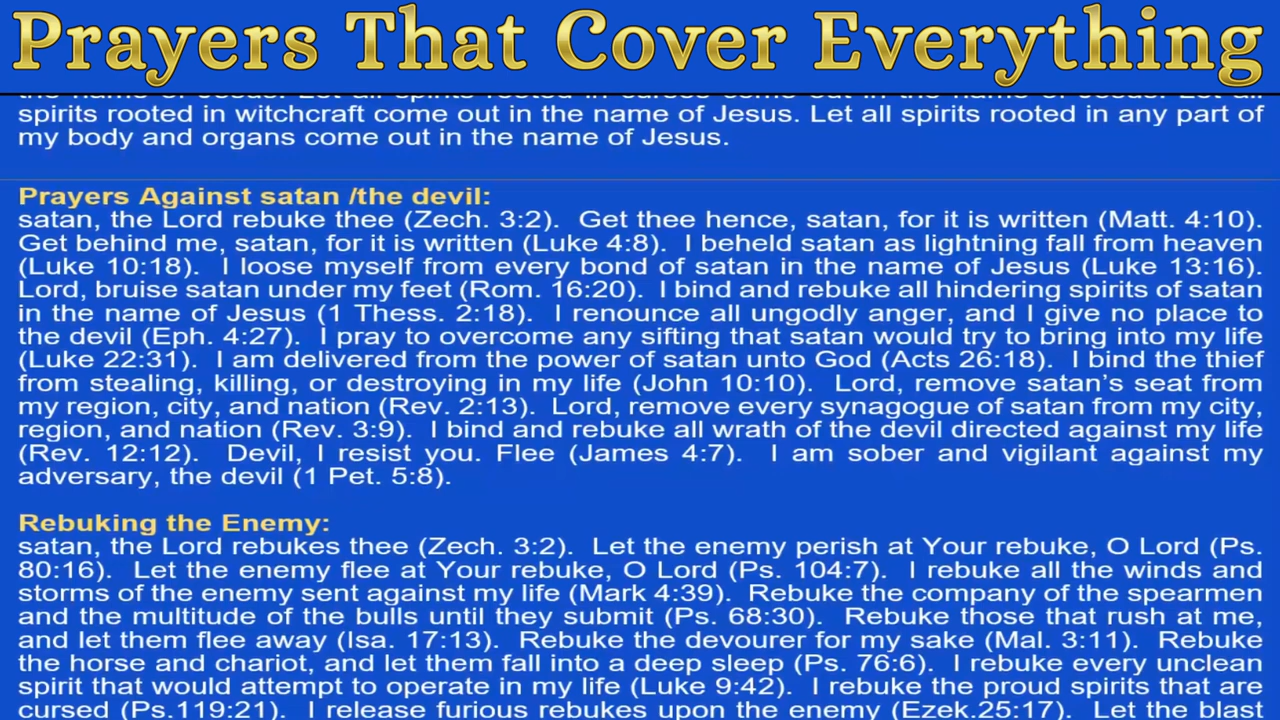 Prayers That Cover Everything
the name of Jesus. Let all spirits rooted in curses come out in the name of Jesus. Let all
spirits rooted in witchcraft come out in the name of Jesus. Let all spirits rooted in any part of
my body and organs come out in the name of Jesus.
Prayers Against satan /the devil:
satan, the Lord rebuke thee (Zech. 3:2).  Get thee hence, satan, for it is written (Matt. 4:10).
Get behind me, satan, for it is written (Luke 4:8).  I beheld satan as lightning fall from heaven
(Luke 10:18).  I loose myself from every bond of satan in the name of Jesus (Luke 13:16).
Lord, bruise satan under my feet (Rom. 16:20).  I bind and rebuke all hindering spirits of satan
in the name of Jesus (1 Thess. 2:18).  I renounce all ungodly anger, and I give no place to
the devil (Eph. 4:27).  I pray to overcome any sifting that satan would try to bring into my life
(Luke 22:31).  I am delivered from the power of satan unto God (Acts 26:18).  I bind the thief
from stealing, killing, or destroying in my life (John 10:10).  Lord, remove satan's seat from
my region, city, and nation (Rev. 2:13).  Lord, remove every synagogue of satan from my city,
region, and nation (Rev. 3:9).  I bind and rebuke all wrath of the devil directed against my life
(Rev. 12:12).  Devil, I resist you. Flee (James 4:7).  I am sober and vigilant against my
adversary, the devil (1 Pet. 5:8).
Rebuking the Enemy:
satan, the Lord rebukes thee (Zech. 3:2).  Let the enemy perish at Your rebuke, O Lord (Ps.
80:16).  Let the enemy flee at Your rebuke, O Lord (Ps. 104:7).  I rebuke all the winds and
storms of the enemy sent against my life (Mark 4:39).  Rebuke the company of the spearmen
and the multitude of the bulls until they submit (Ps. 68:30).  Rebuke those that rush at me,
and let them flee away (Isa. 17:13).  Rebuke the devourer for my sake (Mal. 3:11).  Rebuke
the horse and chariot, and let them fall into a deep sleep (Ps. 76:6).  I rebuke every unclean
spirit that would attempt to operate in my life (Luke 9:42).  I rebuke the proud spirits that are
cursed (Ps.119:21).  I release furious rebukes upon the enemy (Ezek.25:17).  Let the blast